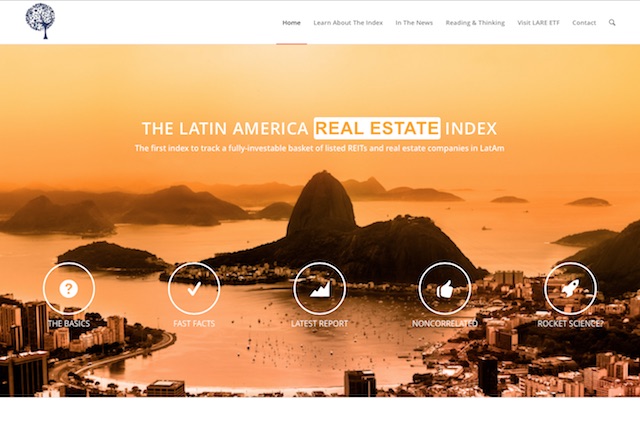 Home Learn About The Index In The News Reading & Thinking Visit LARE ETF Contact
THE LATIN AMERICA REAL ESTATE INDEX
The first index to track a fully-investable basket of listed REITs and real estate companies in LatAm
THE BASICS FAST FACTS LATEST REPORT NONCORRELATED ROCKET SCIENCE?